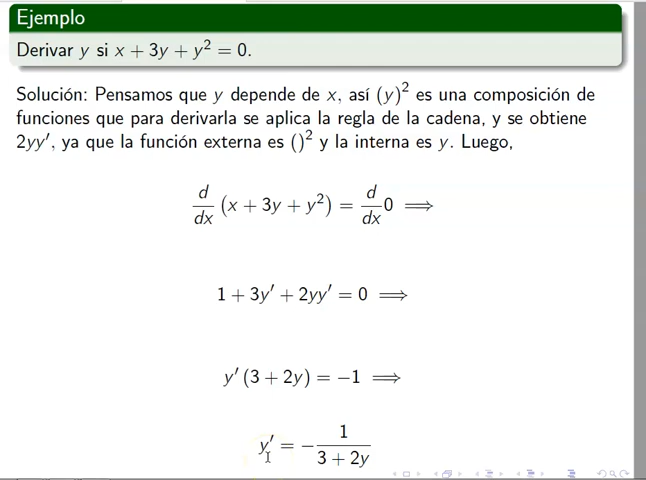 Ejemplo
Derivar y si x + 3y + y² = 0.
Solución: Pensamos que y depende de x, así (y)² es una composición de
funciones que para derivarla se aplica la regla de la cadena, y se obtiene
2yy′, ya que la función externa es ()² y la interna es y. Luego,
d/dx (x + 3y + y²) = d/dx 0 ⟹
1 + 3y′ + 2yy′ = 0 ⟹
y′ (3 + 2y) = −1 ⟹
y′ = − 1/(3 + 2y)